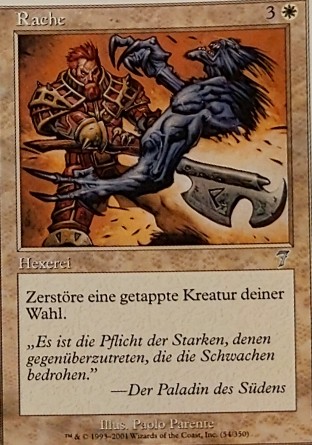 Rache 3
Hexerei
Zerstöre eine getappte Kreatur deiner
Wahl.
„Es ist die Pflicht der Starken, denen
gegenüberzutreten, die die Schwachen
bedrohen.”
—Der Paladin des Südens
Illus. Paolo Parente
™ & © 1993-2001 Wizards of the Coast, Inc. (54/350)